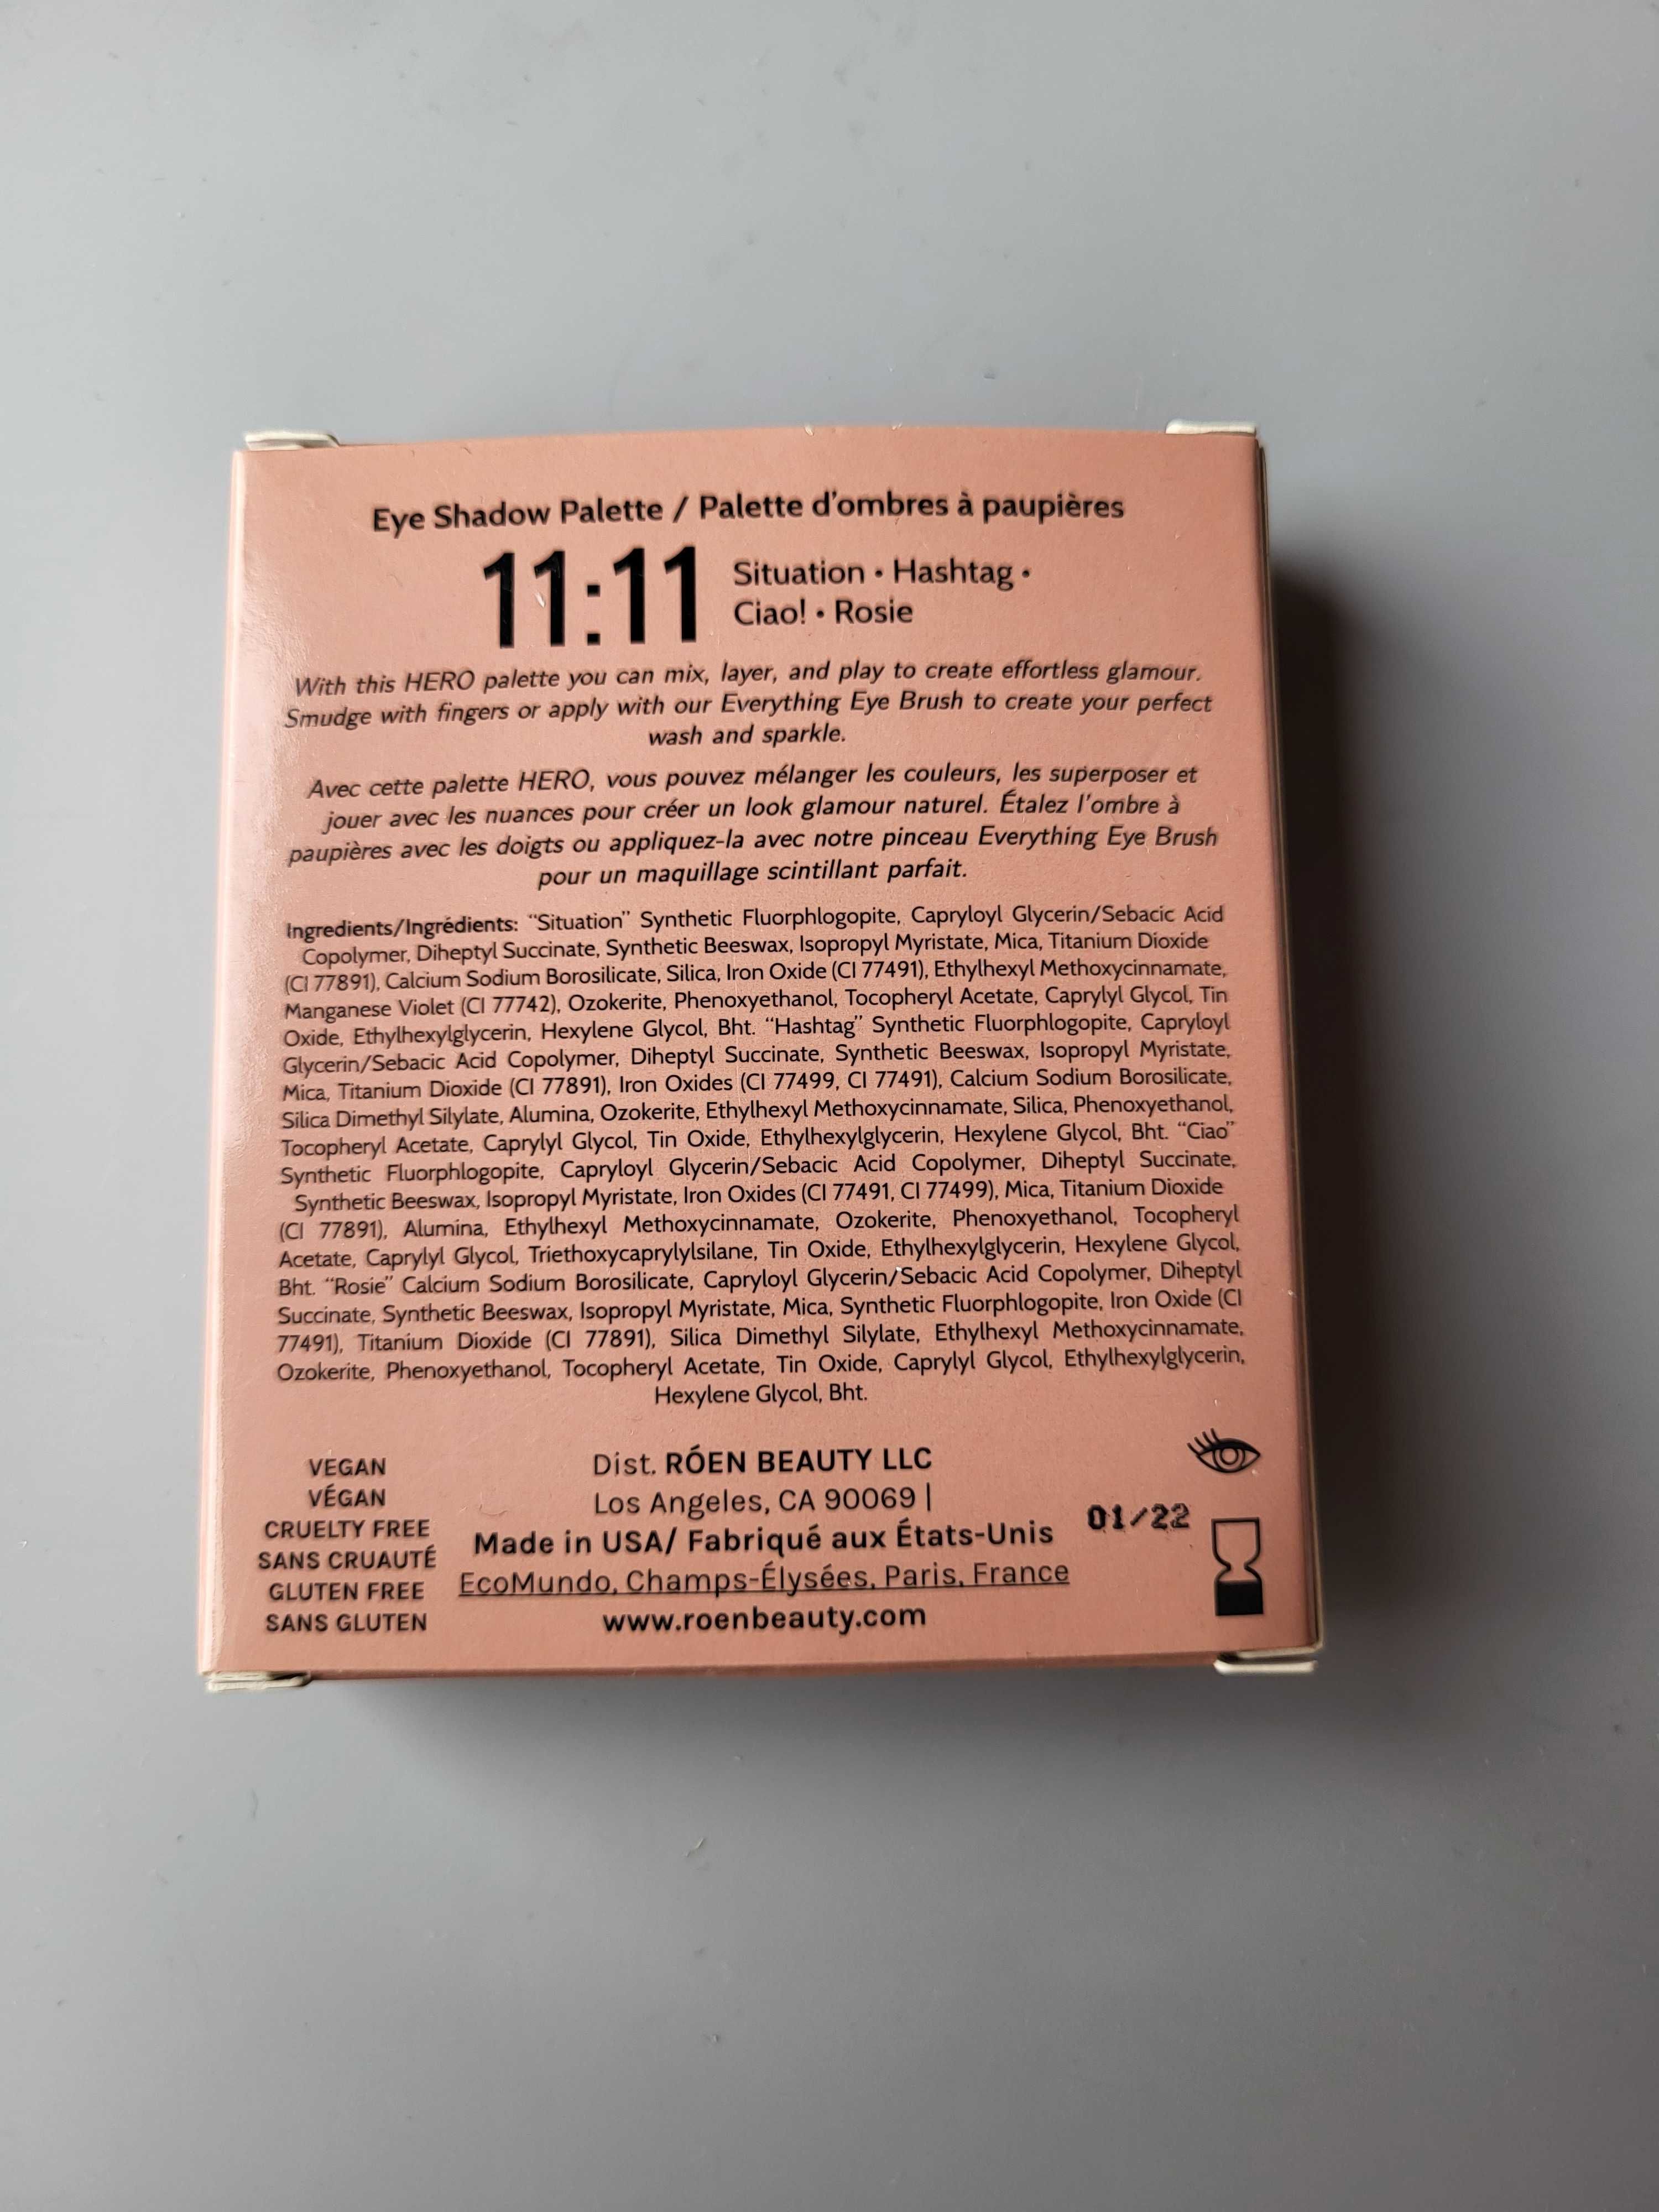 Eye Shadow Palette / Palette d'ombres à paupières
11:11
Situation • Hashtag •
Ciao! • Rosie
With this HERO palette you can mix, layer, and play to create effortless glamour.
Smudge with fingers or apply with our Everything Eye Brush to create your perfect
wash and sparkle.
Avec cette palette HERO, vous pouvez mélanger les couleurs, les superposer et
jouer avec les nuances pour créer un look glamour naturel. Étalez l'ombre à
paupières avec les doigts ou appliquez-la avec notre pinceau Everything Eye Brush
pour un maquillage scintillant parfait.
Ingredients/Ingrédients: "Situation" Synthetic Fluorphlogopite, Capryloyl Glycerin/Sebacic Acid
Copolymer, Diheptyl Succinate, Synthetic Beeswax, Isopropyl Myristate, Mica, Titanium Dioxide
(CI 77891), Calcium Sodium Borosilicate, Silica, Iron Oxide (CI 77491), Ethylhexyl Methoxycinnamate,
Manganese Violet (CI 77742), Ozokerite, Phenoxyethanol, Tocopheryl Acetate, Caprylyl Glycol, Tin
Oxide, Ethylhexylglycerin, Hexylene Glycol, Bht. "Hashtag" Synthetic Fluorphlogopite, Capryloyl
Glycerin/Sebacic Acid Copolymer, Diheptyl Succinate, Synthetic Beeswax, Isopropyl Myristate,
Mica, Titanium Dioxide (CI 77891), Iron Oxides (CI 77499, CI 77491), Calcium Sodium Borosilicate,
Silica Dimethyl Silylate, Alumina, Ozokerite, Ethylhexyl Methoxycinnamate, Silica, Phenoxyethanol,
Tocopheryl Acetate, Caprylyl Glycol, Tin Oxide, Ethylhexylglycerin, Hexylene Glycol, Bht. "Ciao"
Synthetic Fluorphlogopite, Capryloyl Glycerin/Sebacic Acid Copolymer, Diheptyl Succinate,
Synthetic Beeswax, Isopropyl Myristate, Iron Oxides (CI 77491, CI 77499), Mica, Titanium Dioxide
(CI 77891), Alumina, Ethylhexyl Methoxycinnamate, Ozokerite, Phenoxyethanol, Tocopheryl
Acetate, Caprylyl Glycol, Triethoxycaprylylsilane, Tin Oxide, Ethylhexylglycerin, Hexylene Glycol,
Bht. "Rosie" Calcium Sodium Borosilicate, Capryloyl Glycerin/Sebacic Acid Copolymer, Diheptyl
Succinate, Synthetic Beeswax, Isopropyl Myristate, Mica, Synthetic Fluorphlogopite, Iron Oxide (CI
77491), Titanium Dioxide (CI 77891), Silica Dimethyl Silylate, Ethylhexyl Methoxycinnamate,
Ozokerite, Phenoxyethanol, Tocopheryl Acetate, Tin Oxide, Caprylyl Glycol, Ethylhexylglycerin,
Hexylene Glycol, Bht.
VEGAN
VÉGAN
CRUELTY FREE
SANS CRUAUTÉ
GLUTEN FREE
SANS GLUTEN
Dist. RÓEN BEAUTY LLC
Los Angeles, CA 90069 |
Made in USA/ Fabriqué aux États-Unis
EcoMundo, Champs-Élysées, Paris, France
www.roenbeauty.com
01/22